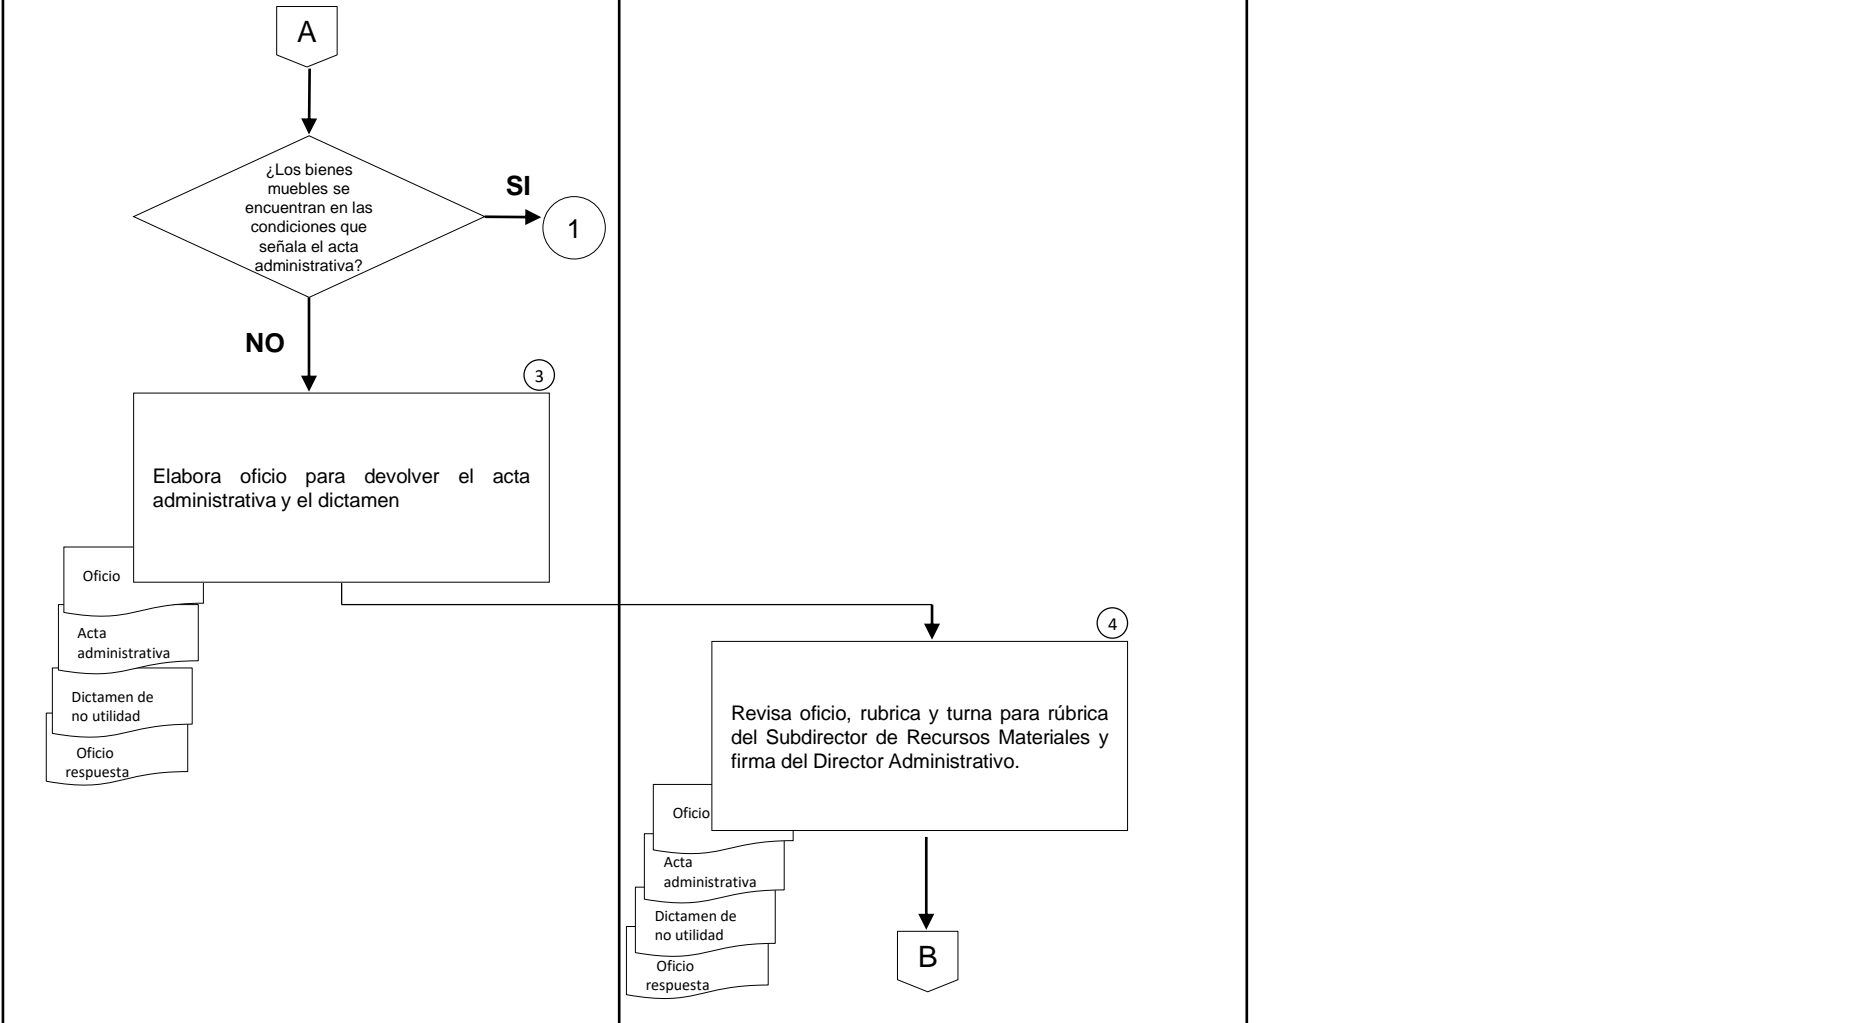 A
¿Los bienes
muebles se
encuentran en las
condiciones que
señala el acta
administrativa?
SI
1
NO
3
Elabora oficio para devolver el acta
administrativa y el dictamen
Oficio
Acta
administrativa
Dictamen de
no utilidad
Oficio
respuesta
4
Revisa oficio, rubrica y turna para rúbrica
del Subdirector de Recursos Materiales y
firma del Director Administrativo.
Oficio
Acta
administrativa
Dictamen de
no utilidad
Oficio
respuesta
B